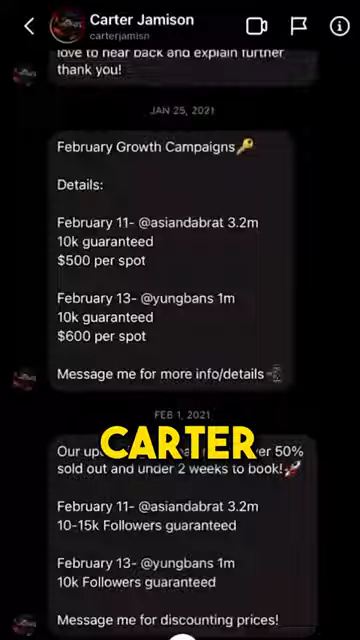 Carter Jamison
carterjamisn
love to hear back and explain further
thank you!
JAN 25, 2021
February Growth Campaigns🔑
Details:
February 11- @asiandabrat 3.2m
10k guaranteed
$500 per spot
February 13- @yungbans 1m
10k guaranteed
$600 per spot
Message me for more info/details📲
FEB 1, 2021
Our over 50%
CARTER
sold out and under 2 weeks to book!🚀
February 11- @asiandabrat 3.2m
10-15k Followers guaranteed
February 13- @yungbans 1m
10k Followers guaranteed
Message me for discounting prices!